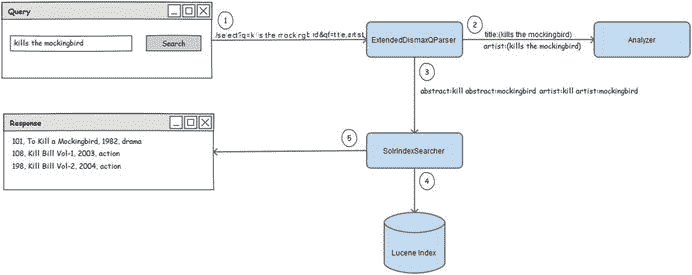 Query
kills the mockingbird
Search
1
/select?q=kills the mockingbird&qf=title,artist
ExtendedDismaxQParser
2
title:(kills the mockingbird)
artist:(kills the mockingbird)
Analyzer
3
abstract:kill abstract:mockingbird artist:kill artist:mockingbird
Response
101, To Kill a Mockingbird, 1982, drama
108, Kill Bill Vol-1, 2003, action
198, Kill Bill Vol-2, 2004, action
5
SolrIndexSearcher
4
Lucene Index